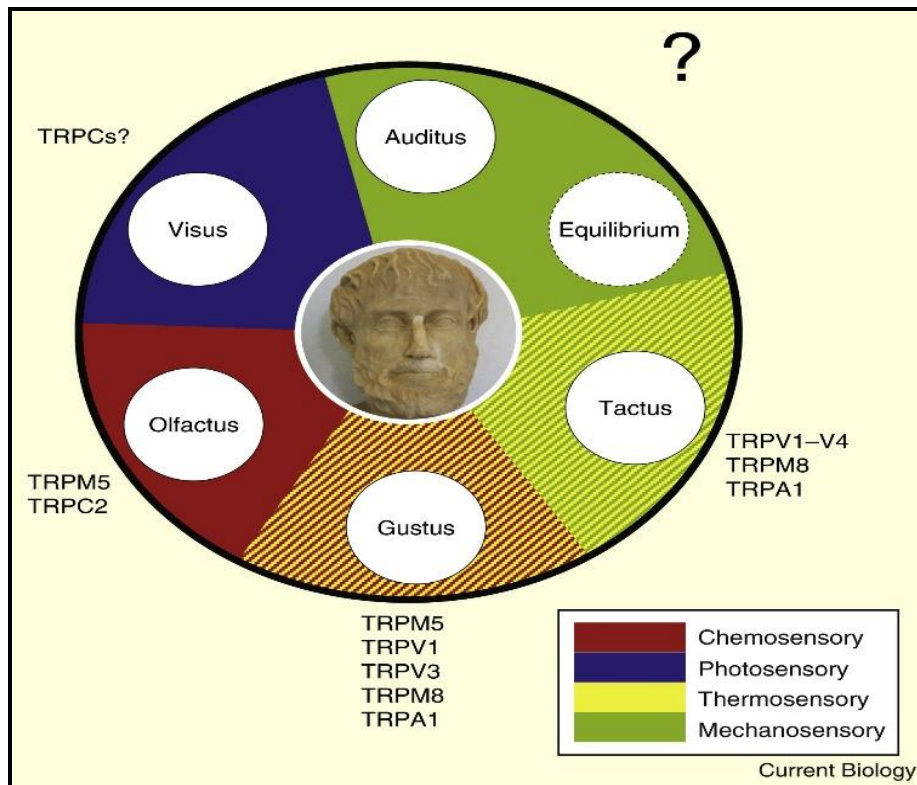 ?
TRPCs?
Auditus
Visus
Equilibrium
Olfactus
Tactus
TRPV1–V4
TRPM8
TRPA1
TRPM5
TRPC2
Gustus
TRPM5
TRPV1
TRPV3
TRPM8
TRPA1
Chemosensory
Photosensory
Thermosensory
Mechanosensory
Current Biology